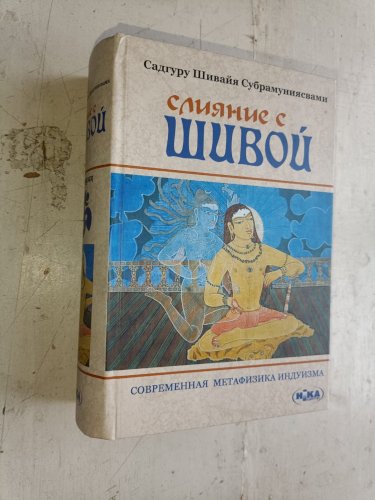 Садгуру Шивайя Субрамуниясвами
слияние с
ШИВОЙ
СОВРЕМЕННАЯ МЕТАФИЗИКА ИНДУИЗМА
НИКА